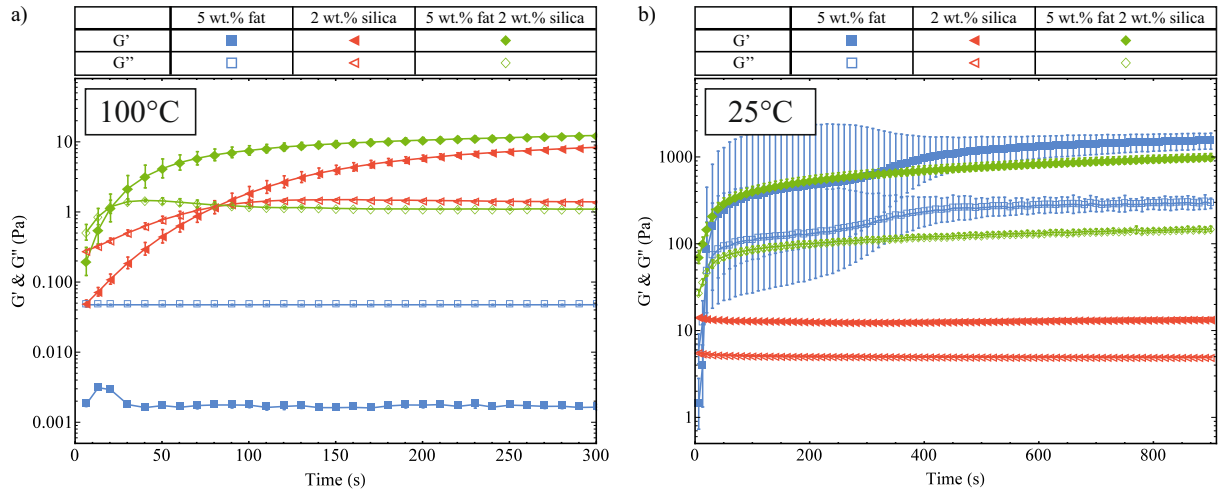 a)
5 wt.% fat 2 wt.% silica 5 wt.% fat 2 wt.% silica
G'
G''
100°C
10
1
0.100
0.010
0.001
G' & G'' (Pa)
0 50 100 150 200 250 300
Time (s)
b)
5 wt.% fat 2 wt.% silica 5 wt.% fat 2 wt.% silica
G'
G''
25°C
1000
100
10
1
G' & G'' (Pa)
0 200 400 600 800
Time (s)